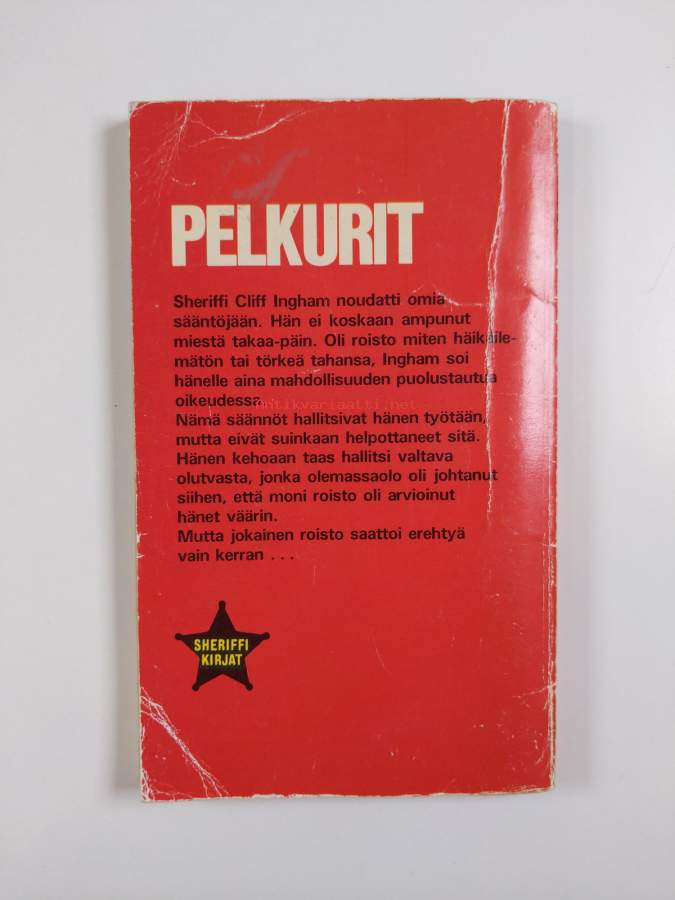 PELKURIT
Sheriffi Cliff Ingham noudatti omia
sääntöjään. Hän ei koskaan ampunut
miestä takaa-päin. Oli roisto miten häikäile-
mätön tai törkeä tahansa, Ingham soi
hänelle aina mahdollisuuden puolustautua
oikeudessa.
Antikvariaatti.net
Nämä säännöt hallitsivat hänen työtään,
mutta eivät suinkaan helpottaneet sitä.
Hänen kehoaan taas hallitsi valtava
olutvasta, jonka olemassaolo oli johtanut
siihen, että moni roisto oli arvioinut
hänet väärin.
Mutta jokainen roisto saattoi erehtyä
vain kerran . . .
SHERIFFI
KIRJAT